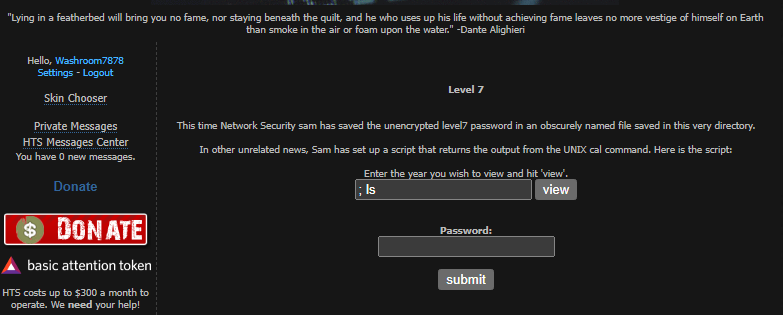 "Lying in a featherbed will bring you no fame, nor staying beneath the quilt, and he who uses up his life without achieving fame leaves no more vestige of himself on Earth
than smoke in the air or foam upon the water." -Dante Alighieri
Hello, Washroom7878
Settings - Logout
Skin Chooser
Private Messages
HTS Messages Center
You have 0 new messages.
Donate
$ DONATE
basic attention token
HTS costs up to $300 a month to
operate. We need your help!
Level 7
This time Network Security sam has saved the unencrypted level7 password in an obscurely named file saved in this very directory.
In other unrelated news, Sam has set up a script that returns the output from the UNIX cal command. Here is the script:
Enter the year you wish to view and hit 'view'.
; ls view
Password:
submit